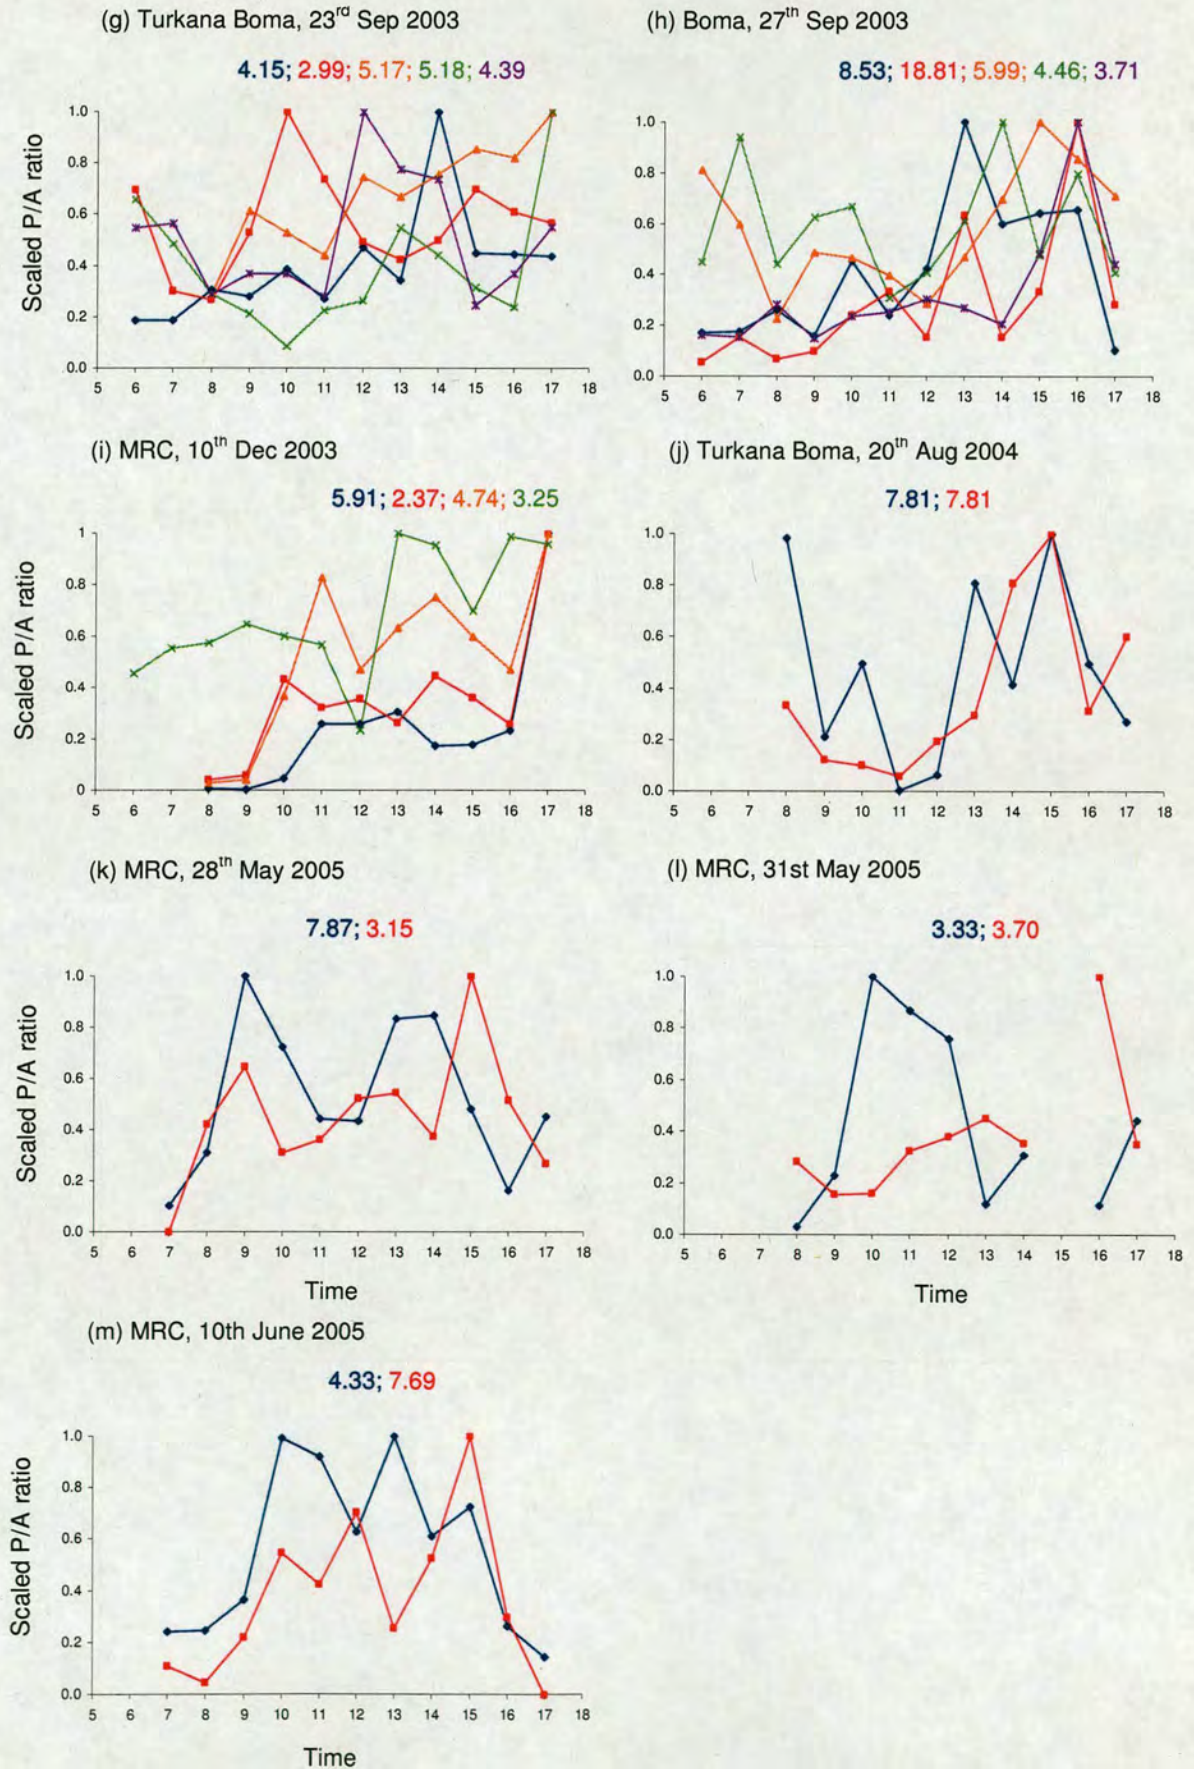 (g) Turkana Boma, 23rd Sep 2003
4.15; 2.99; 5.17; 5.18; 4.39
Scaled P/A ratio
1.0
0.8
0.6
0.4
0.2
0.0
5 6 7 8 9 10 11 12 13 14 15 16 17 18
(h) Boma, 27th Sep 2003
8.53; 18.81; 5.99; 4.46; 3.71
1.0
0.8
0.6
0.4
0.2
0.0
5 6 7 8 9 10 11 12 13 14 15 16 17 18
(i) MRC, 10th Dec 2003
5.91; 2.37; 4.74; 3.25
Scaled P/A ratio
1
0.8
0.6
0.4
0.2
0
5 6 7 8 9 10 11 12 13 14 15 16 17 18
(j) Turkana Boma, 20th Aug 2004
7.81; 7.81
1.0
0.8
0.6
0.4
0.2
0.0
5 6 7 8 9 10 11 12 13 14 15 16 17 18
(k) MRC, 28th May 2005
7.87; 3.15
Scaled P/A ratio
1.0
0.8
0.6
0.4
0.2
0.0
5 6 7 8 9 10 11 12 13 14 15 16 17 18
Time
(l) MRC, 31st May 2005
3.33; 3.70
1.0
0.8
0.6
0.4
0.2
0.0
5 6 7 8 9 10 11 12 13 14 15 16 17 18
Time
(m) MRC, 10th June 2005
4.33; 7.69
Scaled P/A ratio
1.0
0.8
0.6
0.4
0.2
0.0
5 6 7 8 9 10 11 12 13 14 15 16 17 18
Time